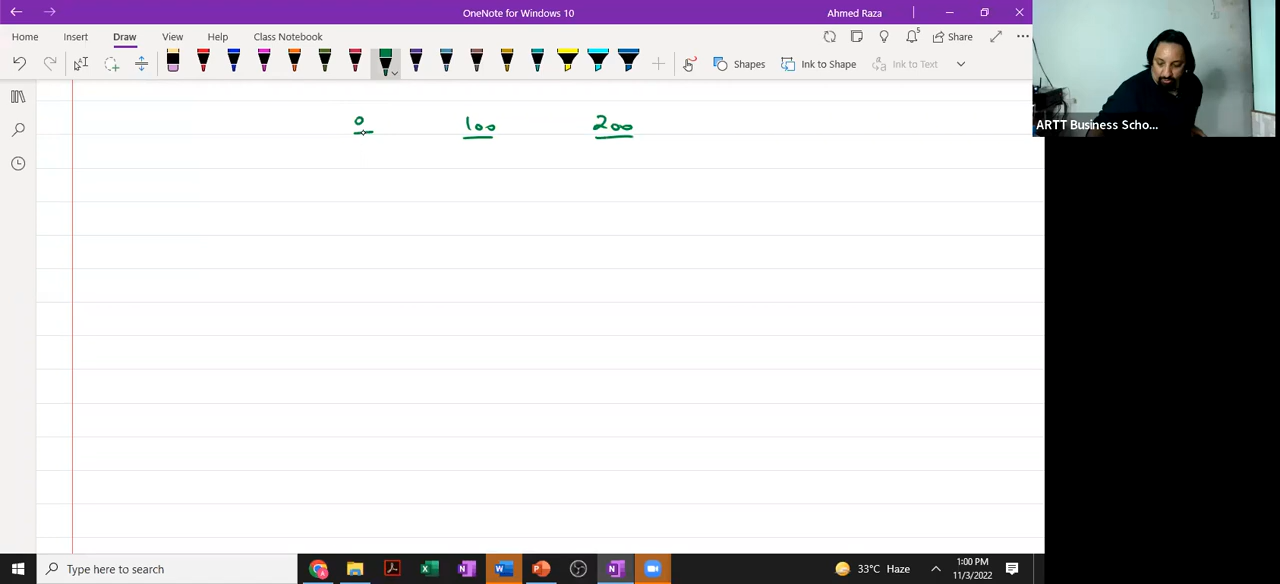 OneNote for Windows 10
Ahmed Raza
Home Insert Draw View Help Class Notebook
5
Share
Shapes Ink to Shape Ink to Text
ARTT Business Scho...
0 100 200
Type here to search
33°C Haze
1:00 PM
11/3/2022